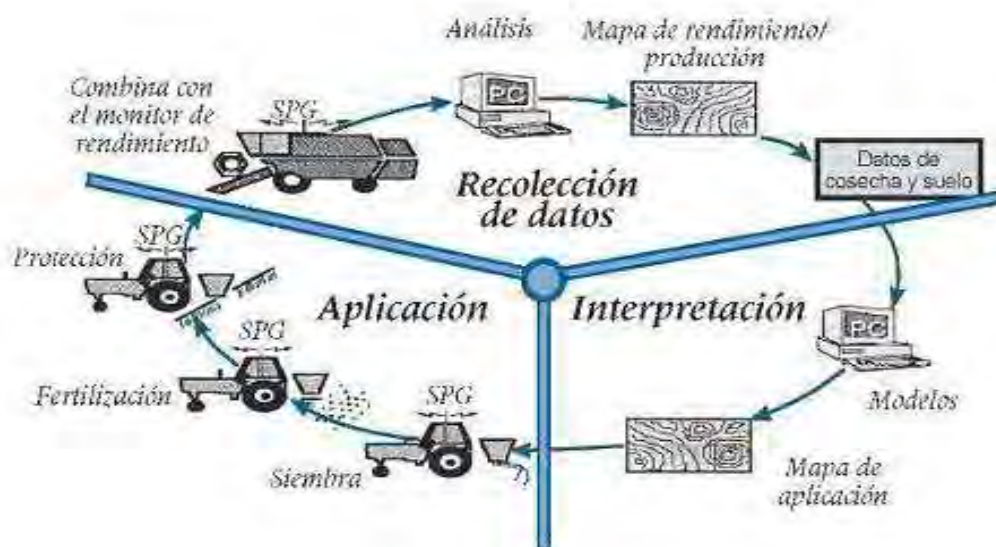 Análisis
Mapa de rendimiento/
producción
Combina con
el monitor de
rendimiento
SPG
PC
Datos de
cosecha y suelo
Recolección
de datos
SPG
Protección
Aplicación
Interpretación
PC
SPG
Fertilización
SPG
Modelos
Siembra
Mapa de
aplicación